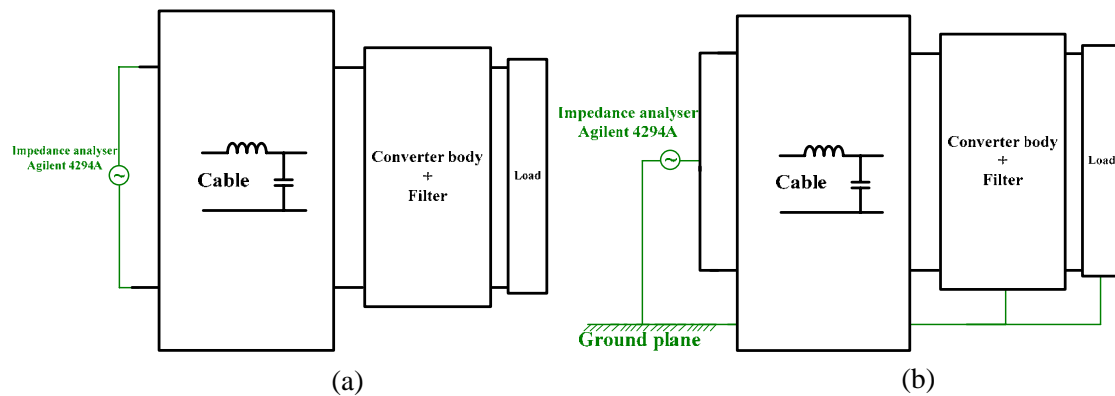 Impedance analyser
Agilent 4294A
~
Cable
Converter body
+
Filter
Load
(a)
Impedance analyser
Agilent 4294A
~
Cable
Converter body
+
Filter
Load
Ground plane
(b)